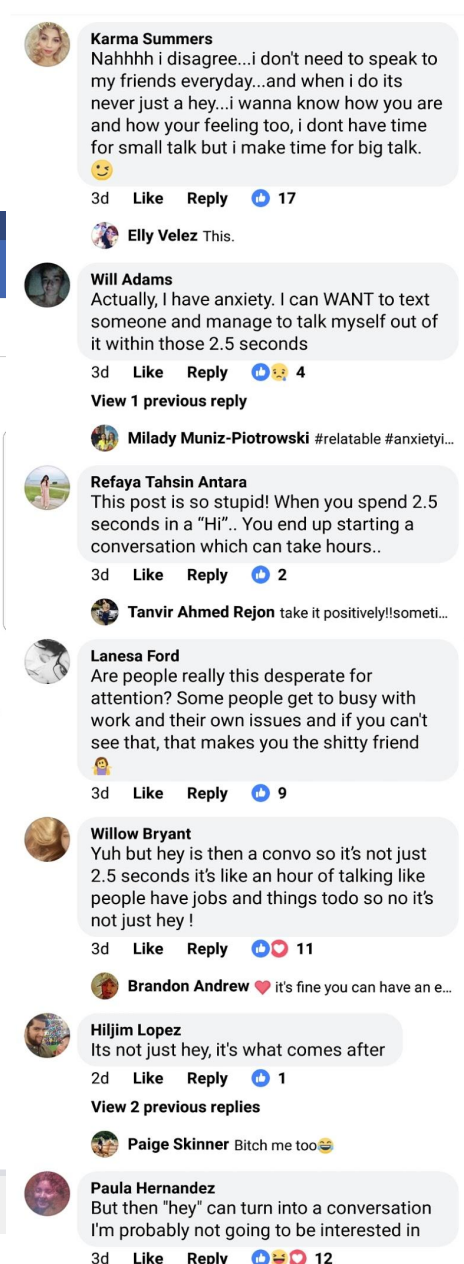 Karma Summers
Nahhhh i disagree...i don't need to speak to
my friends everyday...and when i do its
never just a hey...i wanna know how you are
and how your feeling too, i dont have time
for small talk but i make time for big talk.
😉
3d Like Reply 17
Elly Velez This.
Will Adams
Actually, I have anxiety. I can WANT to text
someone and manage to talk myself out of
it within those 2.5 seconds
3d Like Reply 4
View 1 previous reply
Milady Muniz-Piotrowski #relatable #anxietyi...
Refaya Tahsin Antara
This post is so stupid! When you spend 2.5
seconds in a “Hi”.. You end up starting a
conversation which can take hours..
3d Like Reply 2
Tanvir Ahmed Rejon take it positively!!someti...
Lanesa Ford
Are people really this desperate for
attention? Some people get to busy with
work and their own issues and if you can't
see that, that makes you the shitty friend
🤷‍♀️
3d Like Reply 9
Willow Bryant
Yuh but hey is then a convo so it’s not just
2.5 seconds it’s like an hour of talking like
people have jobs and things todo so no it’s
not just hey !
3d Like Reply 11
Brandon Andrew ❤️ it's fine you can have an e...
Hiljim Lopez
Its not just hey, it's what comes after
2d Like Reply 1
View 2 previous replies
Paige Skinner Bitch me too😂
Paula Hernandez
But then "hey" can turn into a conversation
I'm probably not going to be interested in
3d Like Reply 12